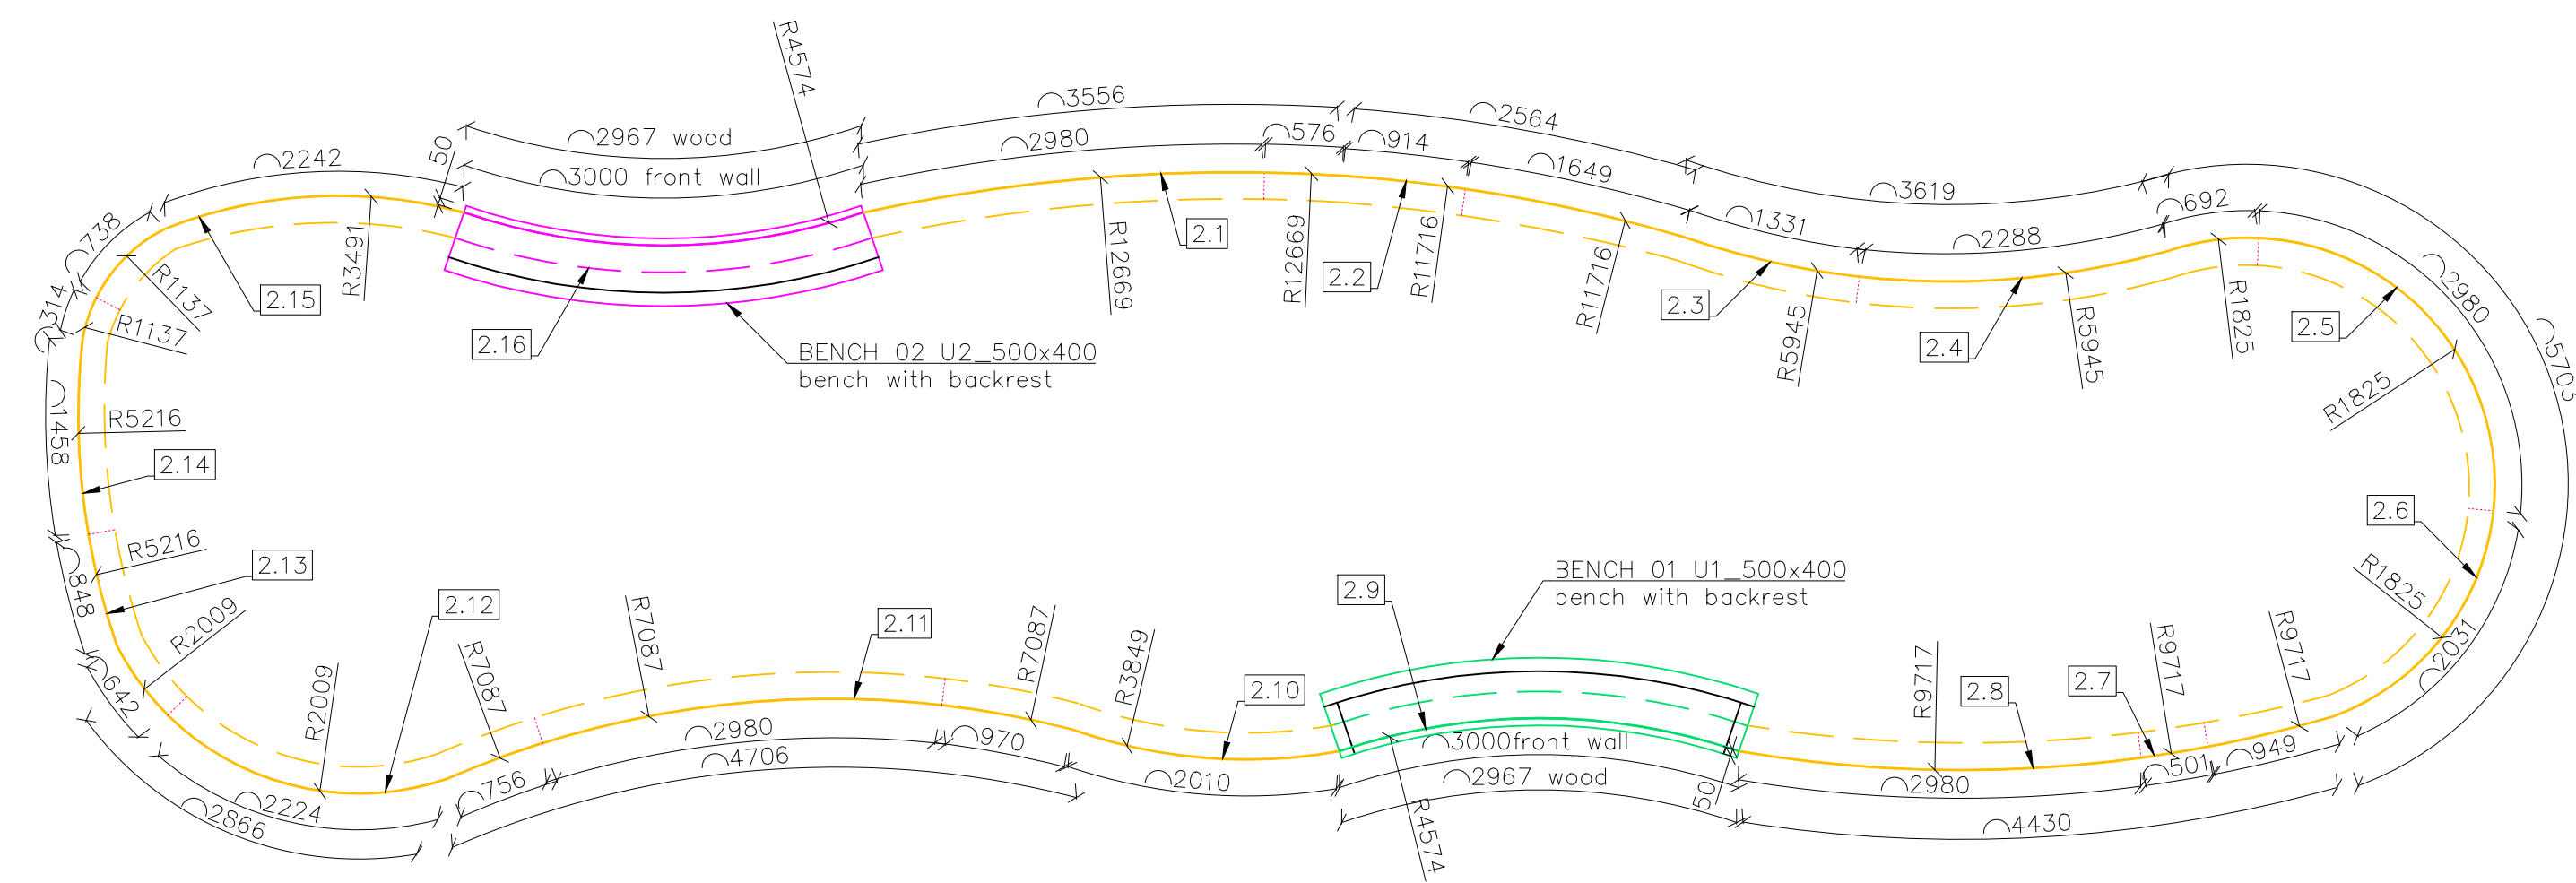 R4574
⌒3556
⌒2564
⌒2967 wood
⌒2980
⌒576
⌒914
50
⌒2242
⌒3000 front wall
⌒1649
⌒3619
⌒692
⌒738
⌒1331
⌒2288
R3491
R12669
2.1
R12669
2.2
R11716
R11716
2.3
R5945
2.4
R5945
R1825
2.5
⌒2980
⌒5703
⌒314
R1137
2.15
R1137
2.16
BENCH 02 U2_500x400
bench with backrest
R1825
⌒1458
R5216
2.14
2.6
R5216
2.13
BENCH 01 U1_500x400
bench with backrest
2.9
R1825
⌒848
R2009
2.12
R7087
2.11
R7087
R3849
2.10
R9717
2.8
2.7
R9717
R9717
⌒2031
⌒642
R2009
R7087
⌒2980
⌒970
⌒3000front wall
⌒949
⌒756
⌒4706
⌒2010
⌒2967 wood
50
⌒2980
⌒501
⌒2224
⌒2866
R4574
⌒4430